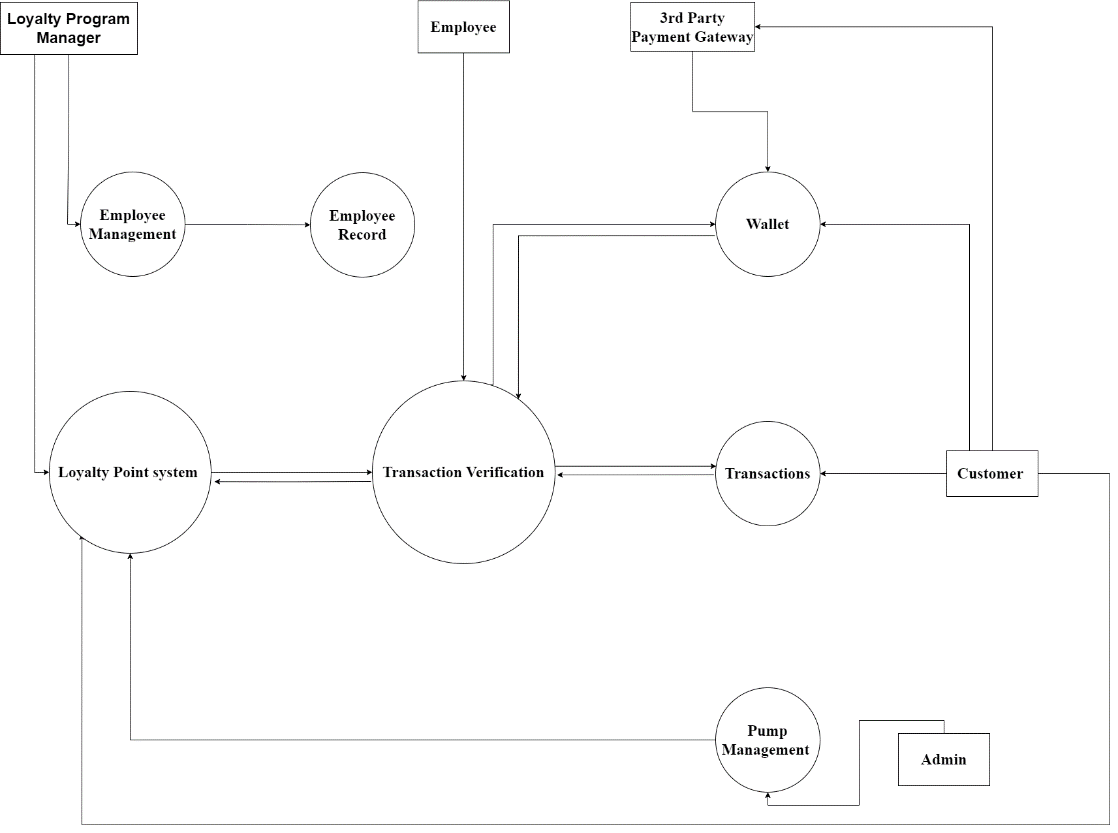 Loyalty Program
Manager
Employee
3rd Party
Payment Gateway
Employee
Management
Employee
Record
Wallet
Loyalty Point system
Transaction Verification
Transactions
Customer
Pump
Management
Admin